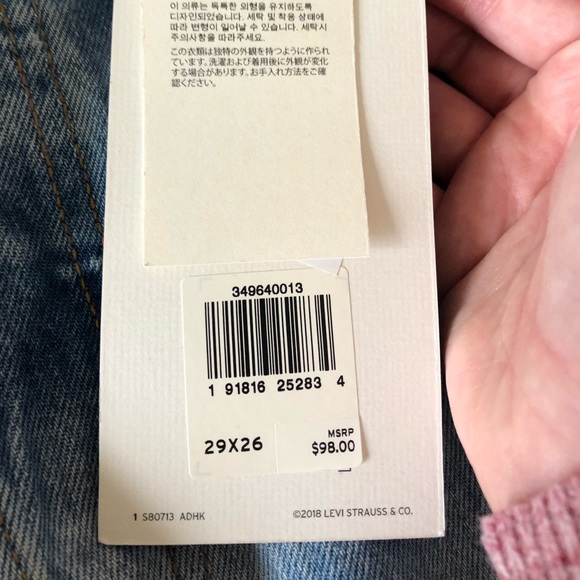 이 의류는 독특한 외형을 유지하도록
디자인되었습니다. 세탁 및 착용 상태에
따라 변형이 일어날 수 있습니다. 세탁시
주의사항을 따라주세요.
この衣類は独特の外観を持つように作られ
ています。洗濯および着用後に外観が変化
する場合があります。お手入れ方法をご確
認ください。
349640013
1 91816 25283 4
29X26
MSRP
$98.00
1 S80713 ADHK
©2018 LEVI STRAUSS & CO.